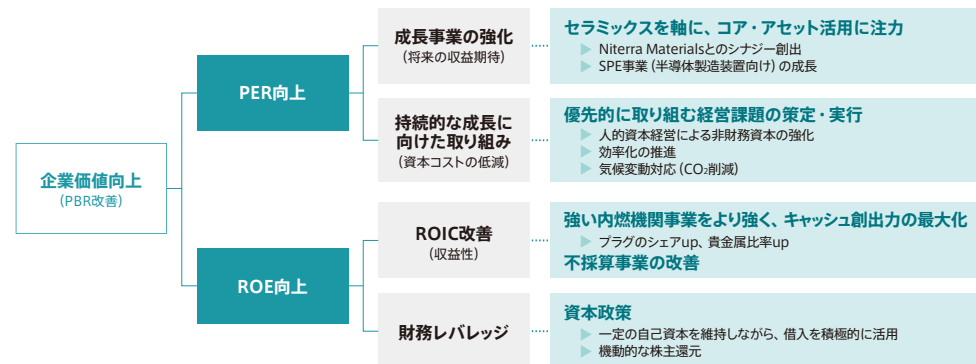 企業価値向上
(PBR改善)
PER向上
成長事業の強化
(将来の収益期待)
セラミックスを軸に、コア・アセット活用に注力
▶ Niterra Materialsとのシナジー創出
▶ SPE事業(半導体製造装置向け)の成長
持続的な成長に
向けた取り組み
(資本コストの低減)
優先的に取り組む経営課題の策定・実行
▶ 人的資本経営による非財務資本の強化
▶ 効率化の推進
▶ 気候変動対応(CO₂削減)
ROE向上
ROIC改善
(収益性)
強い内燃機関事業をより強く、キャッシュ創出力の最大化
▶ プラグのシェアup、貴金属比率up
不採算事業の改善
財務レバレッジ
資本政策
▶ 一定の自己資本を維持しながら、借入を積極的に活用
▶ 機動的な株主還元